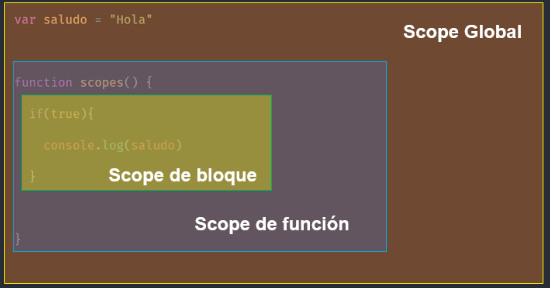 var saludo = "Hola"
Scope Global
function scopes() {
if(true){
console.log(saludo)
}
Scope de bloque
Scope de función
}